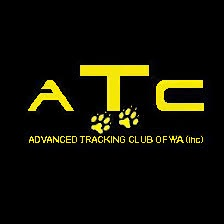 ATC
ADVANCED TRACKING CLUB OF WA (inc)